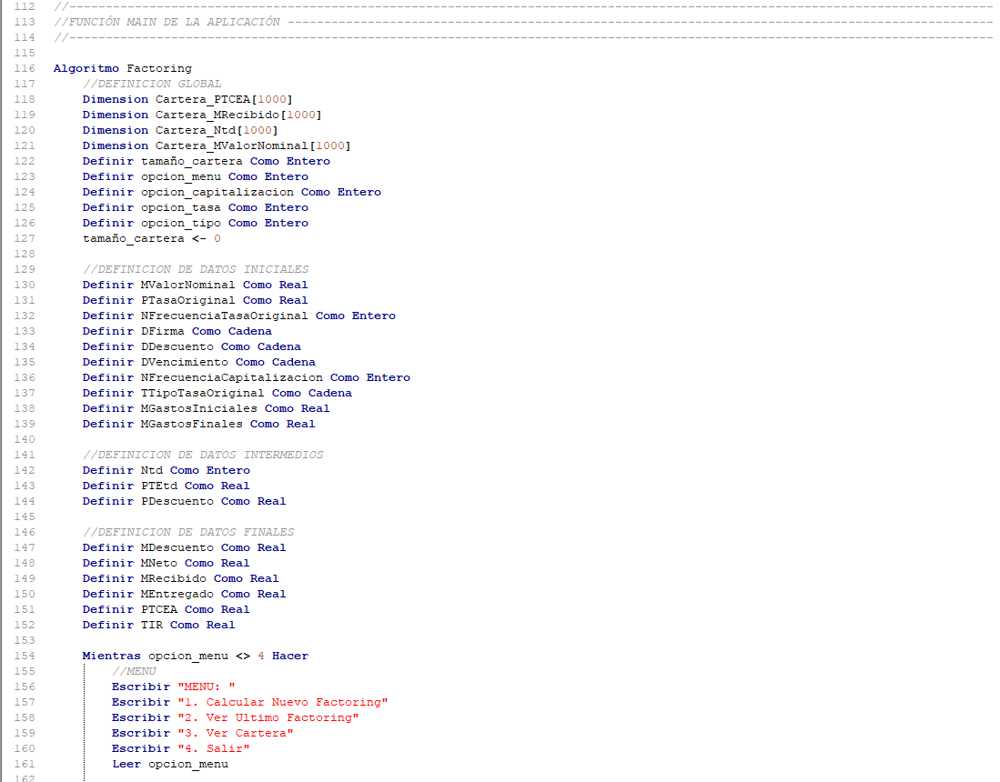 112 //-------------------------------------------------------------------------------------------------------------------------------
113 //FUNCIÓN MAIN DE LA APLICACIÓN -------------------------------------------------------------------------------------------------
114 //-------------------------------------------------------------------------------------------------------------------------------
115
116 Algoritmo Factoring
117 //DEFINICION GLOBAL
118 Dimension Cartera_PTCEA[1000]
119 Dimension Cartera_MRecibido[1000]
120 Dimension Cartera_Ntd[1000]
121 Dimension Cartera_MValorNominal[1000]
122 Definir tamaño_cartera Como Entero
123 Definir opcion_menu Como Entero
124 Definir opcion_capitalizacion Como Entero
125 Definir opcion_tasa Como Entero
126 Definir opcion_tipo Como Entero
127 tamaño_cartera <- 0
128
129 //DEFINICION DE DATOS INICIALES
130 Definir MValorNominal Como Real
131 Definir PTasaOriginal Como Real
132 Definir NFrecuenciaTasaOriginal Como Entero
133 Definir DFirma Como Cadena
134 Definir DDescuento Como Cadena
135 Definir DVencimiento Como Cadena
136 Definir NFrecuenciaCapitalizacion Como Entero
137 Definir TTipoTasaOriginal Como Cadena
138 Definir MGastosIniciales Como Real
139 Definir MGastosFinales Como Real
140
141 //DEFINICION DE DATOS INTERMEDIOS
142 Definir Ntd Como Entero
143 Definir PTEtd Como Real
144 Definir PDescuento Como Real
145
146 //DEFINICION DE DATOS FINALES
147 Definir MDescuento Como Real
148 Definir MNeto Como Real
149 Definir MRecibido Como Real
150 Definir MEntregado Como Real
151 Definir PTCEA Como Real
152 Definir TIR Como Real
153
154 Mientras opcion_menu <> 4 Hacer
155 //MENU
156 Escribir "MENU: "
157 Escribir "1. Calcular Nuevo Factoring"
158 Escribir "2. Ver Ultimo Factoring"
159 Escribir "3. Ver Cartera"
160 Escribir "4. Salir"
161 Leer opcion_menu
162